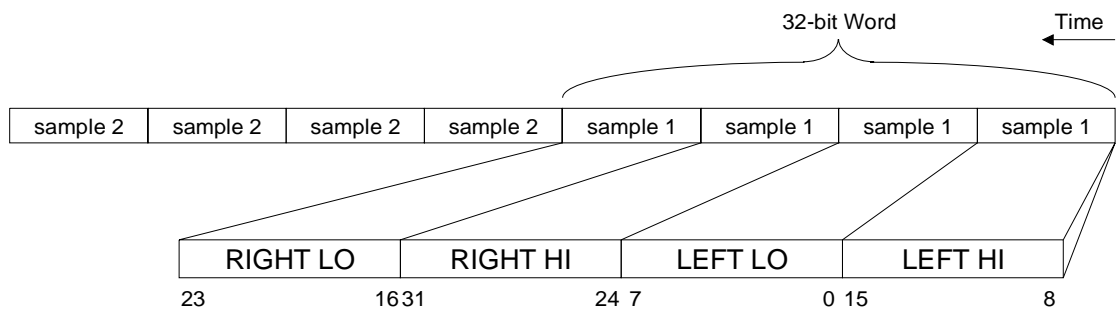 32-bit Word
Time
sample 2 sample 2 sample 2 sample 2 sample 1 sample 1 sample 1 sample 1
RIGHT LO RIGHT HI LEFT LO LEFT HI
23 16 31 24 7 0 15 8